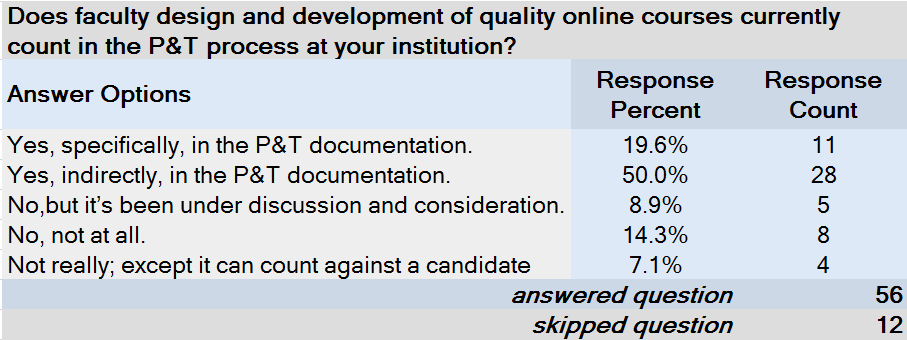 Does faculty design and development of quality online courses currently
count in the P&T process at your institution?
Answer Options Response Percent Response Count
Yes, specifically, in the P&T documentation. 19.6% 11
Yes, indirectly, in the P&T documentation. 50.0% 28
No,but it’s been under discussion and consideration. 8.9% 5
No, not at all. 14.3% 8
Not really; except it can count against a candidate 7.1% 4
answered question 56
skipped question 12